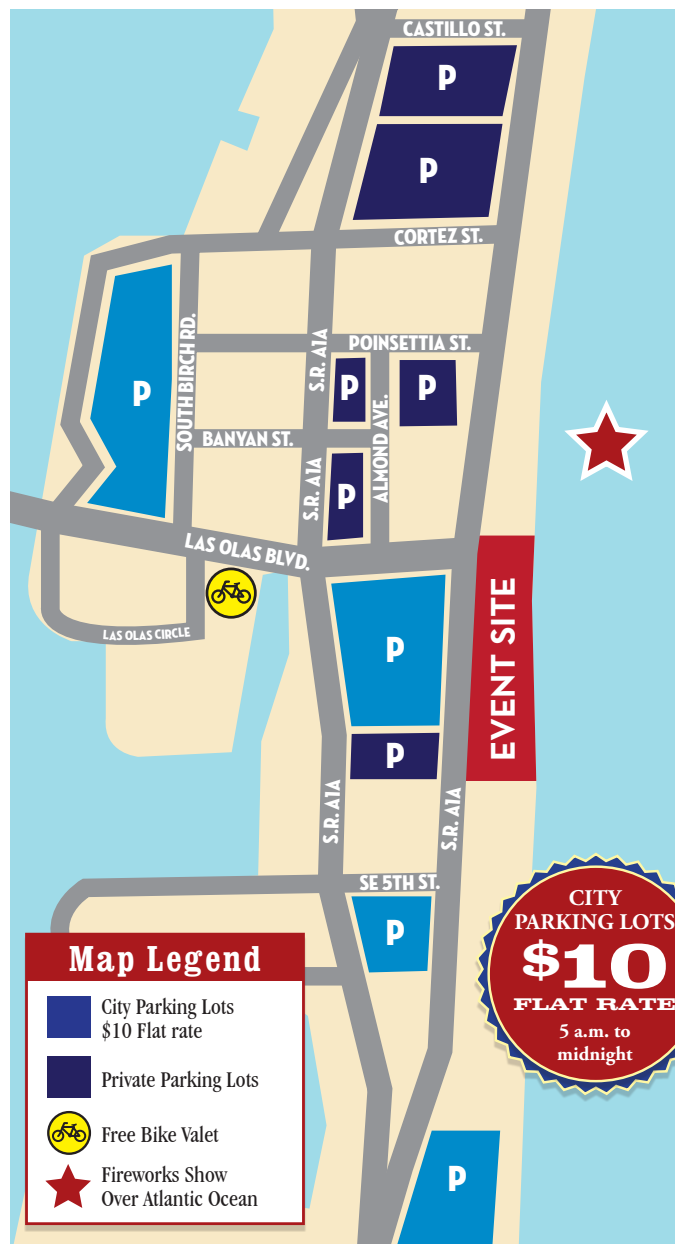 CASTILLO ST.
P
P
CORTEZ ST.
SOUTH BIRCH RD.
S.R. A1A
POINSETTIA ST.
P
P
P
ALMOND AVE.
BANYAN ST.
S.R. A1A
P
LAS OLAS BLVD.
LAS OLAS CIRCLE
P
EVENT SITE
P
S.R. A1A
S.R. A1A
SE 5TH ST.
P
CITY
PARKING LOTS
$10
FLAT RATE
5 a.m. to
midnight
Map Legend
City Parking Lots
$10 Flat rate
Private Parking Lots
Free Bike Valet
Fireworks Show
Over Atlantic Ocean
P